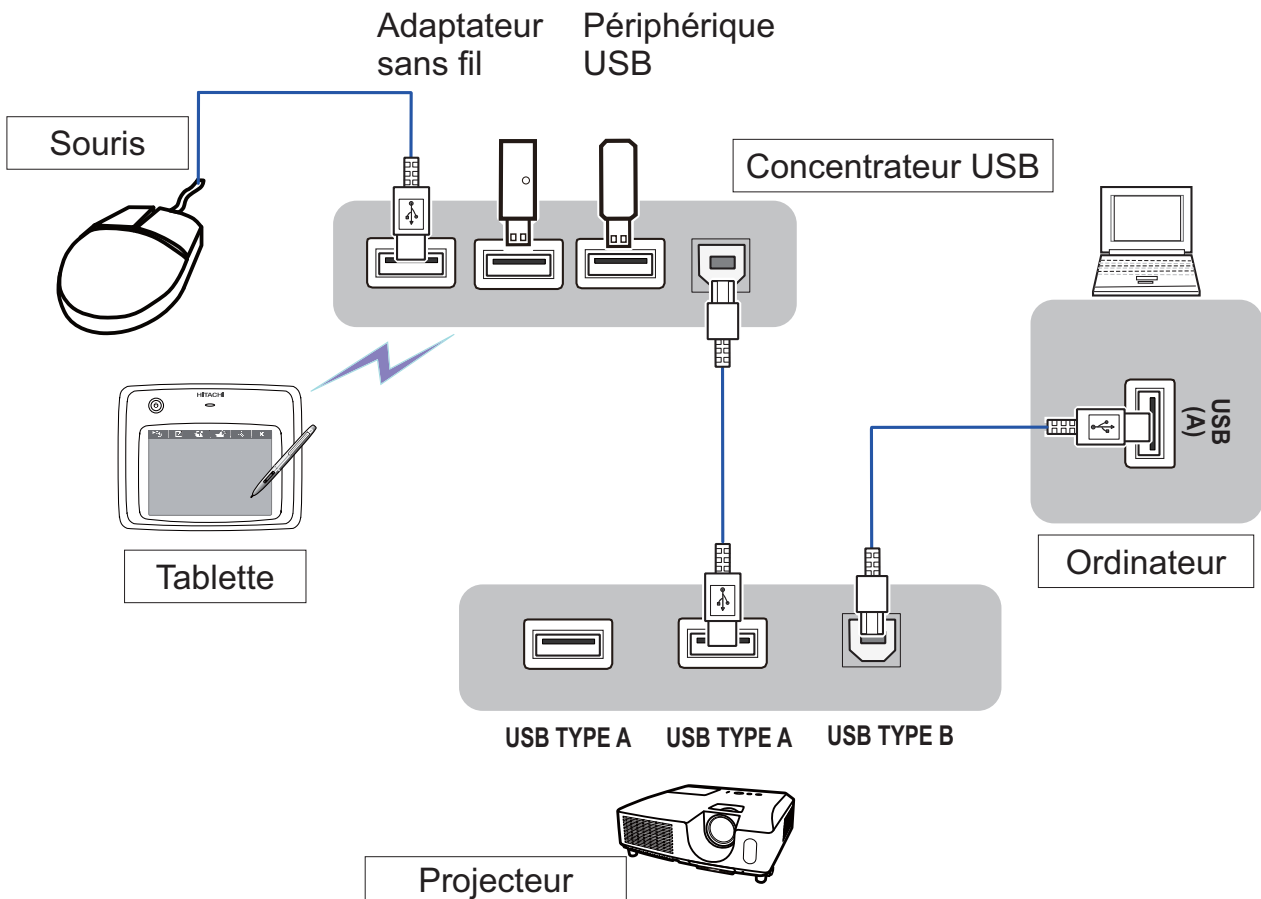 Adaptateur
sans fil
Périphérique
USB
Souris
Concentrateur USB
HITACHI
USB
(A)
Tablette
Ordinateur
USB TYPE A
USB TYPE A
USB TYPE B
Projecteur